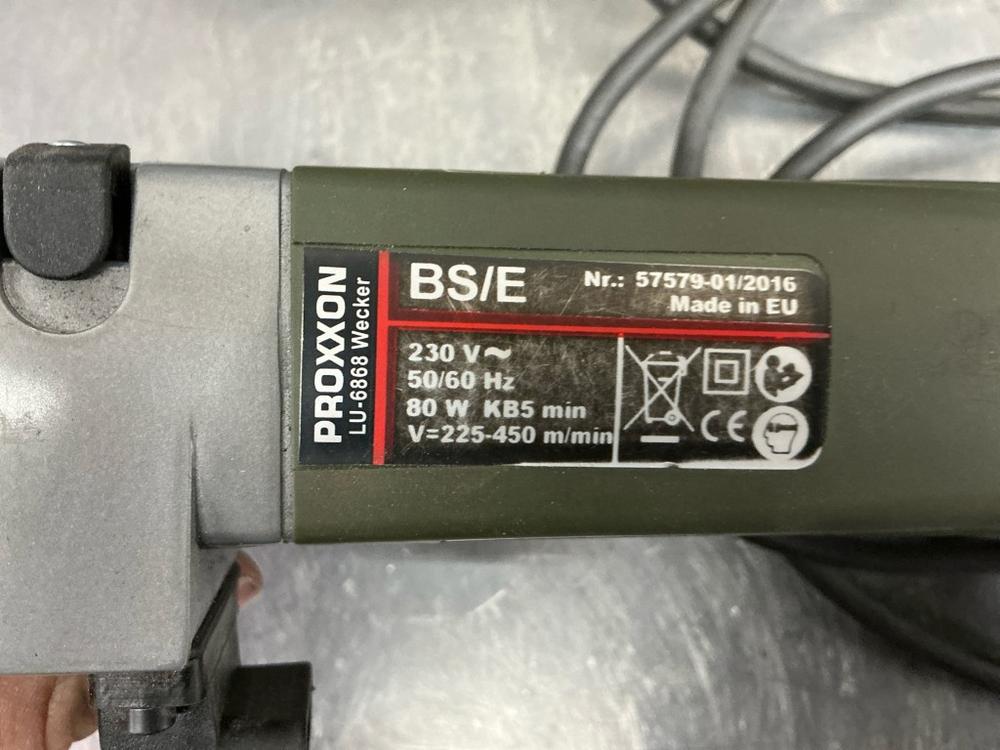 PROXXON
LU-6868 Wecker
BS/E
Nr.: 57579-01/2016
Made in EU
230 V~
50/60 Hz
80 W KB5 min
V=225-450 m/min
CE